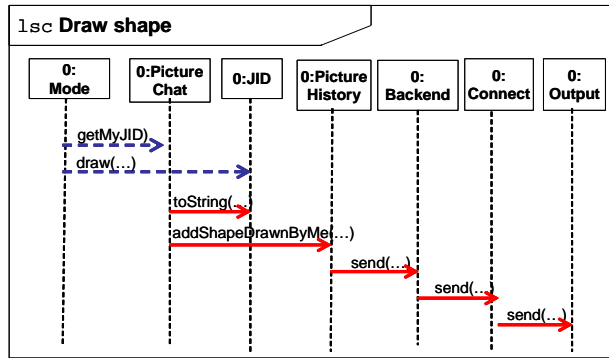 lsc Draw shape
0:
Mode
0:Picture
Chat
0:JID
0:Picture
History
0:
Backend
0:
Connect
0:
Output
getMyJID)
draw(...)
toString(...)
addShapeDrawnByMe(...)
send(...)
send(...)
send(...)